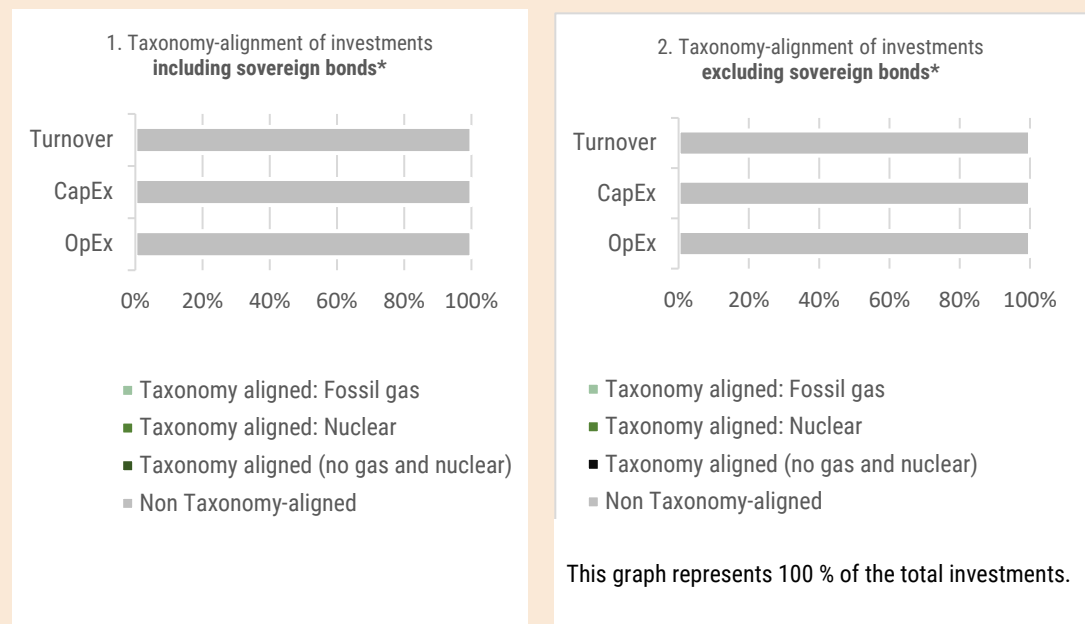 1. Taxonomy-alignment of investments
including sovereign bonds*
Turnover
CapEx
OpEx
0% 20% 40% 60% 80% 100%
Taxonomy aligned: Fossil gas
Taxonomy aligned: Nuclear
Taxonomy aligned (no gas and nuclear)
Non Taxonomy-aligned
2. Taxonomy-alignment of investments
excluding sovereign bonds*
Turnover
CapEx
OpEx
0% 20% 40% 60% 80% 100%
Taxonomy aligned: Fossil gas
Taxonomy aligned: Nuclear
Taxonomy aligned (no gas and nuclear)
Non Taxonomy-aligned
This graph represents 100 % of the total investments.